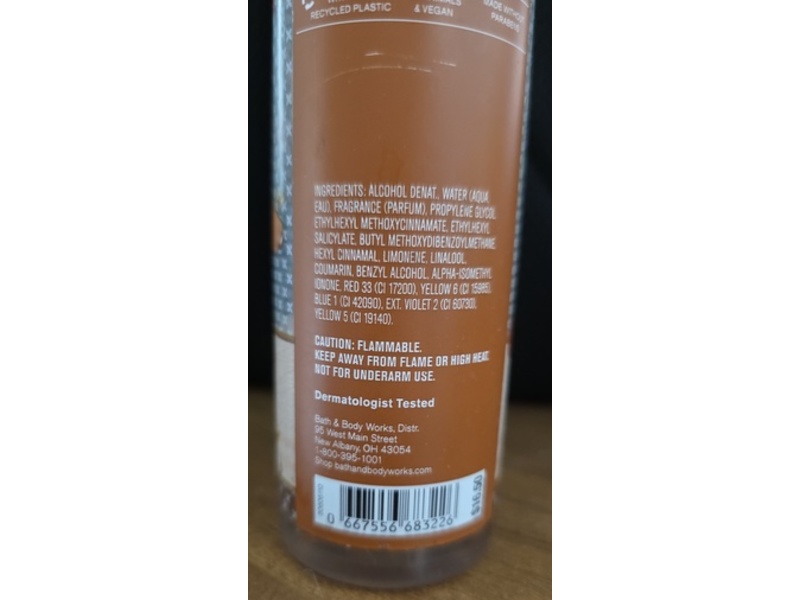 RECYCLED PLASTIC
& VEGAN
MADE WITHOUT
PARABENS
INGREDIENTS: ALCOHOL DENAT., WATER (AQUA,
EAU), FRAGRANCE (PARFUM), PROPYLENE GLYCOL,
ETHYLHEXYL METHOXYCINNAMATE, ETHYLHEXYL
SALICYLATE, BUTYL METHOXYDIBENZOYLMETHANE,
HEXYL CINNAMAL, LIMONENE, LINALOOL,
COUMARIN, BENZYL ALCOHOL, ALPHA-ISOMETHYL
IONONE, RED 33 (CI 17200), YELLOW 6 (CI 15985),
BLUE 1 (CI 42090), EXT. VIOLET 2 (CI 60730),
YELLOW 5 (CI 19140).
CAUTION: FLAMMABLE.
KEEP AWAY FROM FLAME OR HIGH HEAT.
NOT FOR UNDERARM USE.
Dermatologist Tested
Bath & Body Works, Distr.
95 West Main Street
New Albany, OH 43054
1-800-395-1001
Shop bathandbodyworks.com
$16.50
0 667556 683226